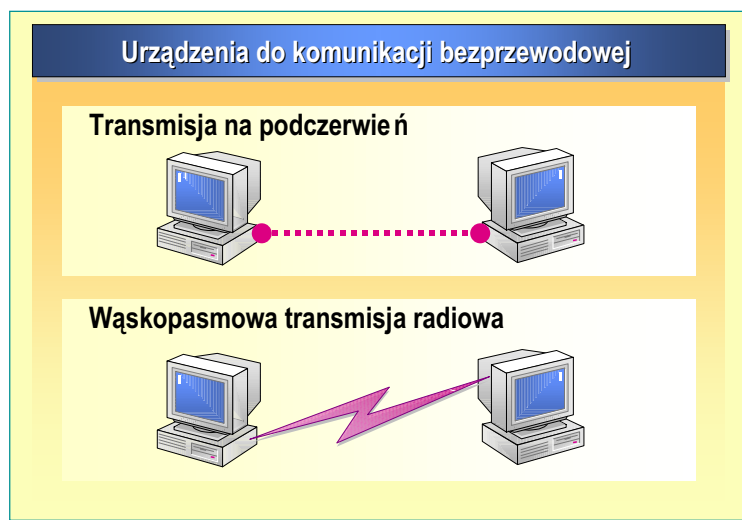 Urządzenia do komunikacji bezprzewodowej
Transmisja na podczerwień
Wąskopasmowa transmisja radiowa